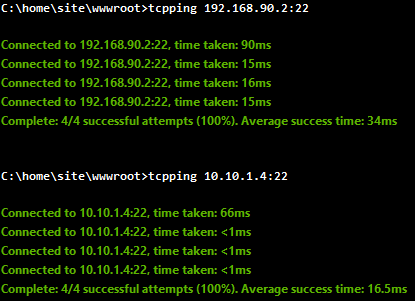 C:\home\site\wwwroot>tcpping 192.168.90.2:22
Connected to 192.168.90.2:22, time taken: 90ms
Connected to 192.168.90.2:22, time taken: 15ms
Connected to 192.168.90.2:22, time taken: 16ms
Connected to 192.168.90.2:22, time taken: 15ms
Complete: 4/4 successful attempts (100%). Average success time: 34ms
C:\home\site\wwwroot>tcpping 10.10.1.4:22
Connected to 10.10.1.4:22, time taken: 66ms
Connected to 10.10.1.4:22, time taken: <1ms
Connected to 10.10.1.4:22, time taken: <1ms
Connected to 10.10.1.4:22, time taken: <1ms
Complete: 4/4 successful attempts (100%). Average success time: 16.5ms